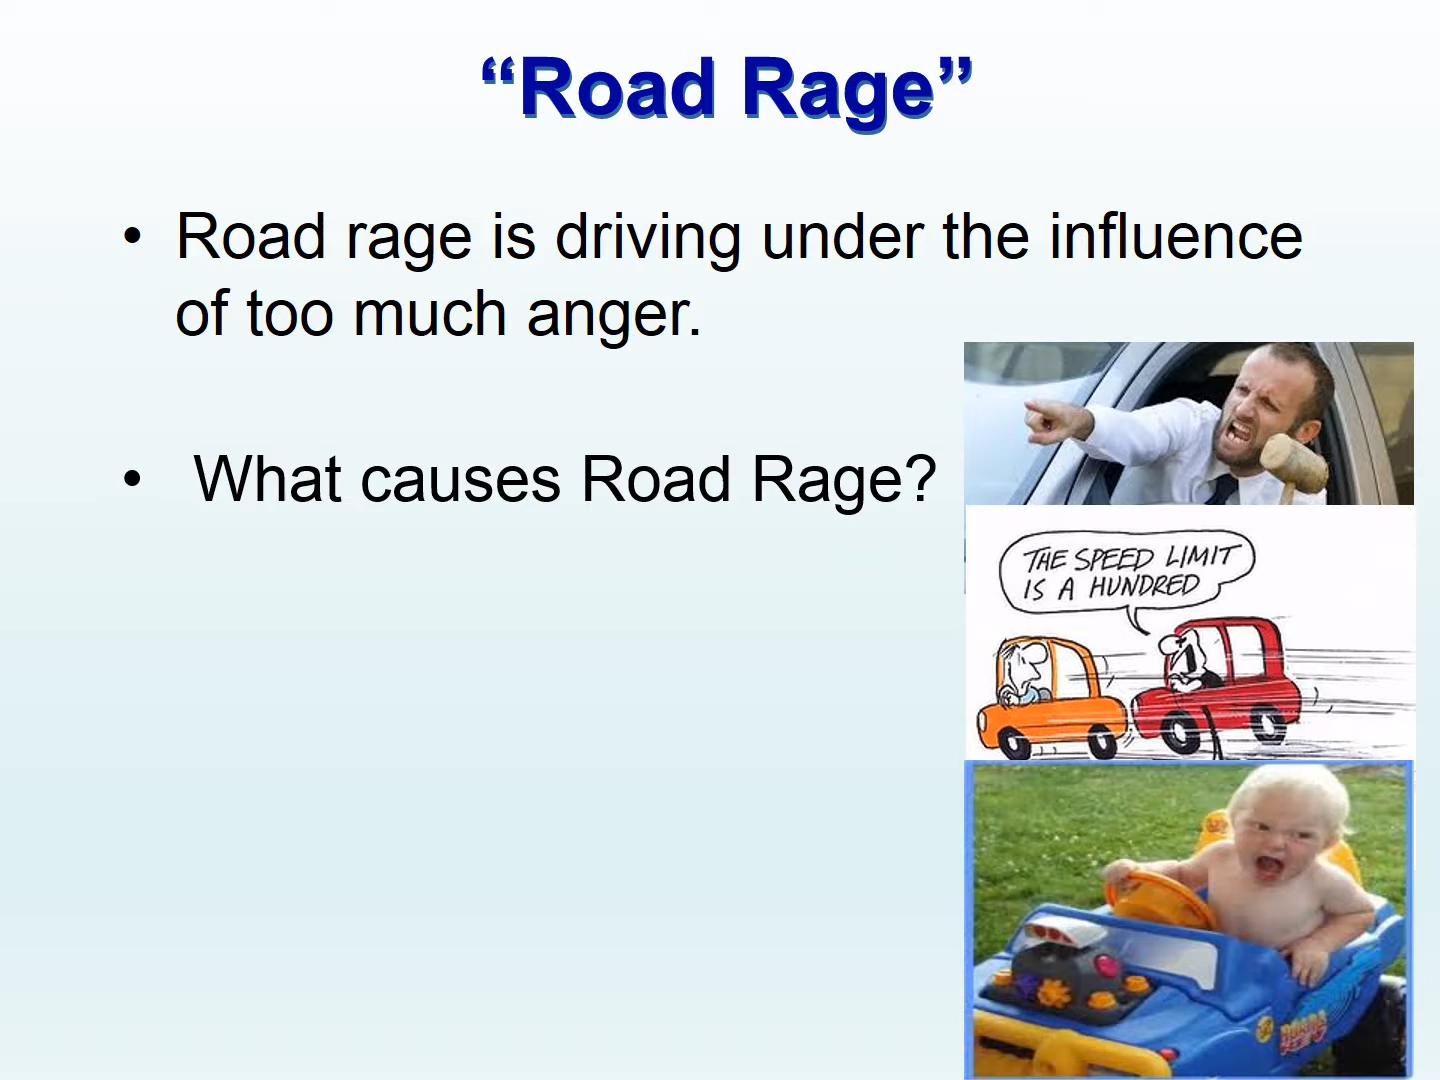 “Road Rage”
• Road rage is driving under the influence
of too much anger.
• What causes Road Rage?
THE SPEED LIMIT
IS A HUNDRED